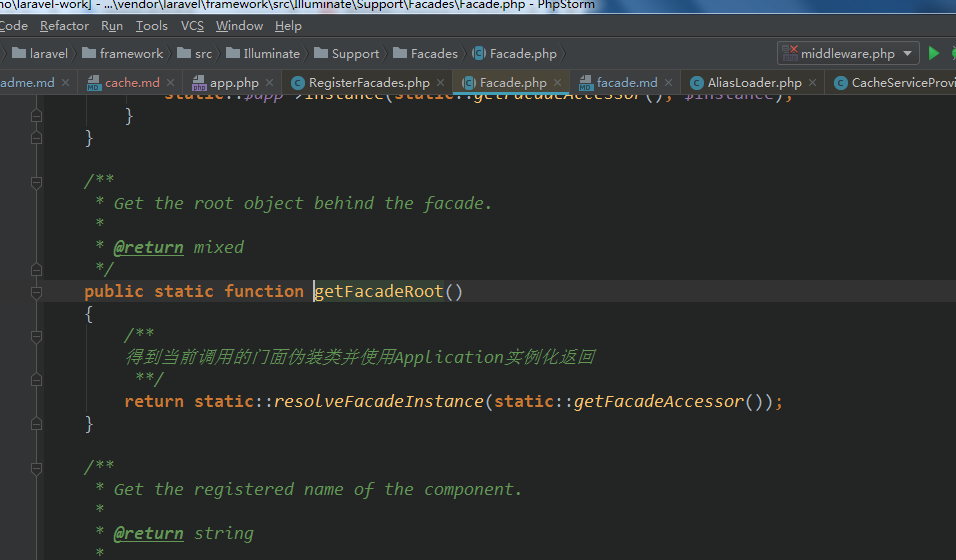 no\laravel-work] - ...\vendor\laravel\framework\src\Illuminate\Support\Facades\Facade.php - PhpStorm
Code Refactor Run Tools VCS Window Help
laravel framework src Illuminate Support Facades Facade.php middleware.php
adme.md cache.md app.php RegisterFacades.php Facade.php facade.md AliasLoader.php CacheServiceProvi
static::$app->instance(static::getFacadeAccessor(), $instance);
}
}
/**
* Get the root object behind the facade.
*
* @return mixed
*/
public static function getFacadeRoot()
{
/**
得到当前调用的门面伪装类并使用Application实例化返回
**/
return static::resolveFacadeInstance(static::getFacadeAccessor());
}
/**
* Get the registered name of the component.
*
* @return string
*